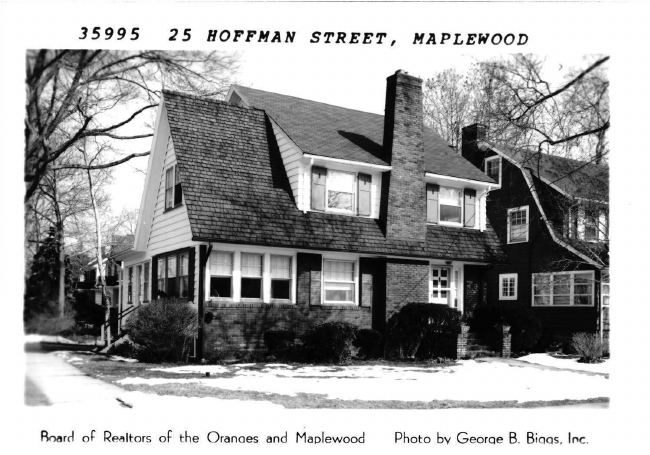 35995 25 HOFFMAN STREET, MAPLEWOOD
Board of Realtors of the Oranges and Maplewood Photo by George B. Biggs, Inc.